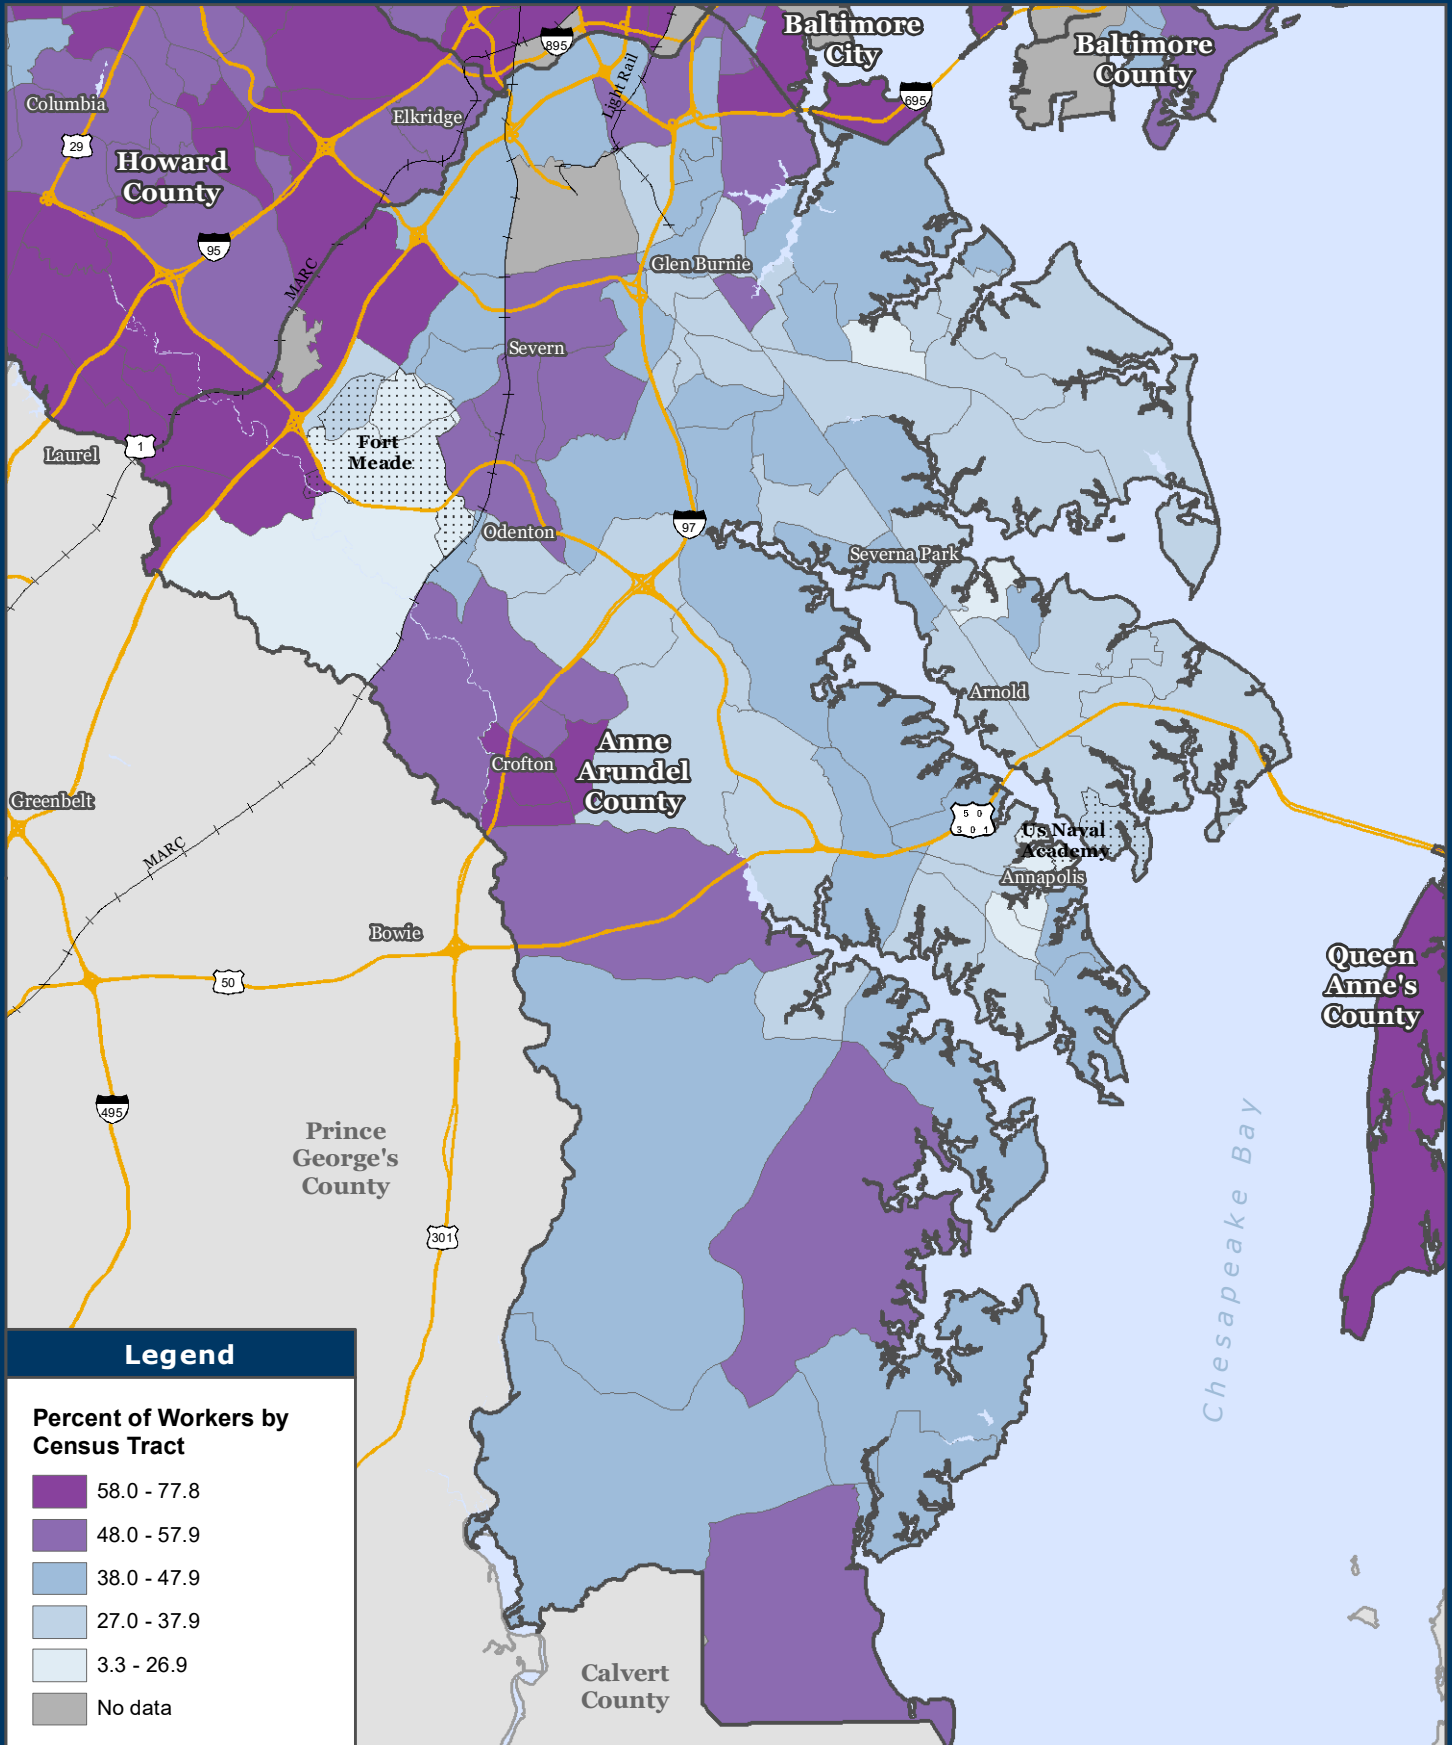 Baltimore
City
Baltimore
County
895
Light Rail
695
Columbia
Elkridge
29
Howard
County
95
MARC
Glen Burnie
Severn
Fort
Meade
1
Laurel
97
Odenton
Severna Park
Arnold
Anne
Arundel
County
Crofton
Greenbelt
MARC
50
301
Us Naval
Academy
Annapolis
Bowie
50
Queen
Anne's
County
495
Prince
George's
County
301
Chesapeake Bay
Calvert
County
Legend
Percent of Workers by
Census Tract
58.0 - 77.8
48.0 - 57.9
38.0 - 47.9
27.0 - 37.9
3.3 - 26.9
No data